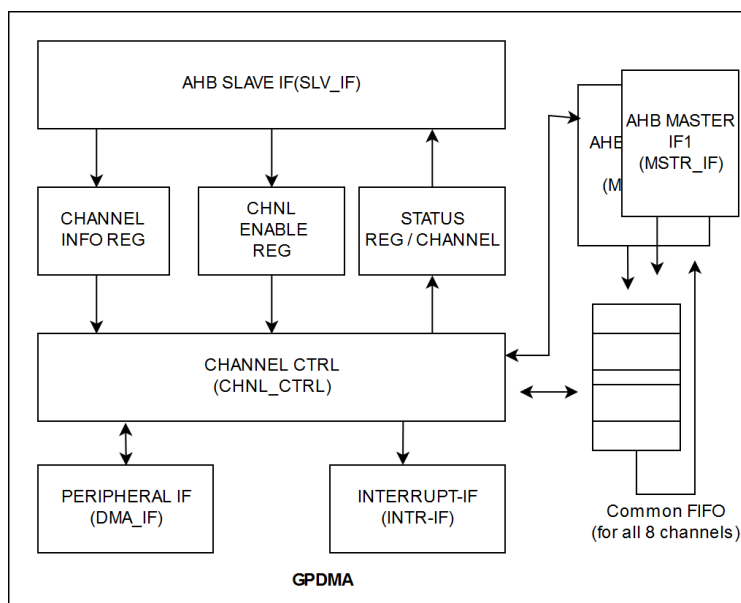 AHB SLAVE IF(SLV_IF)
AHB MASTER
IF1
(MSTR_IF)
AHB
(M
CHANNEL
INFO REG
CHNL
ENABLE
REG
STATUS
REG / CHANNEL
CHANNEL CTRL
(CHNL_CTRL)
PERIPHERAL IF
(DMA_IF)
INTERRUPT-IF
(INTR-IF)
Common FIFO
(for all 8 channels)
GPDMA